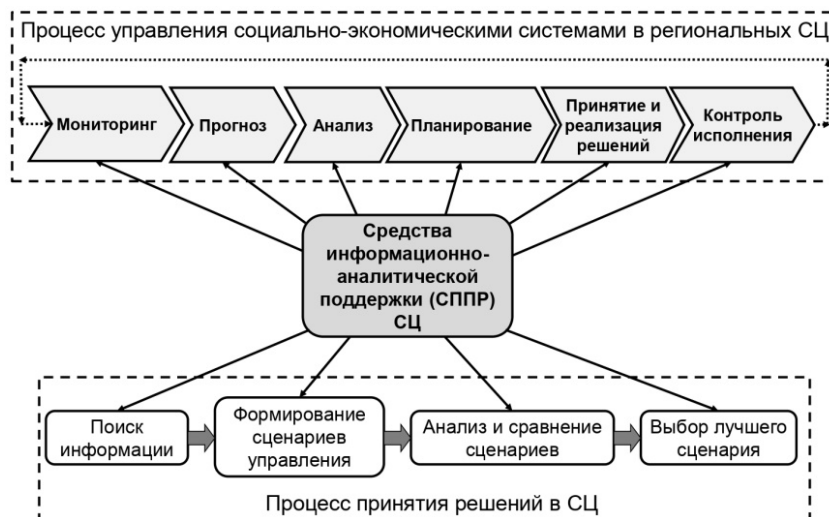 Процесс управления социально-экономическими системами в региональных СЦ
Мониторинг
Прогноз
Анализ
Планирование
Принятие и
реализация
решений
Контроль
исполнения
Средства
информационно-
аналитической
поддержки (СППР)
СЦ
Поиск
информации
Формирование
сценариев
управления
Анализ и сравнение
сценариев
Выбор лучшего
сценария
Процесс принятия решений в СЦ